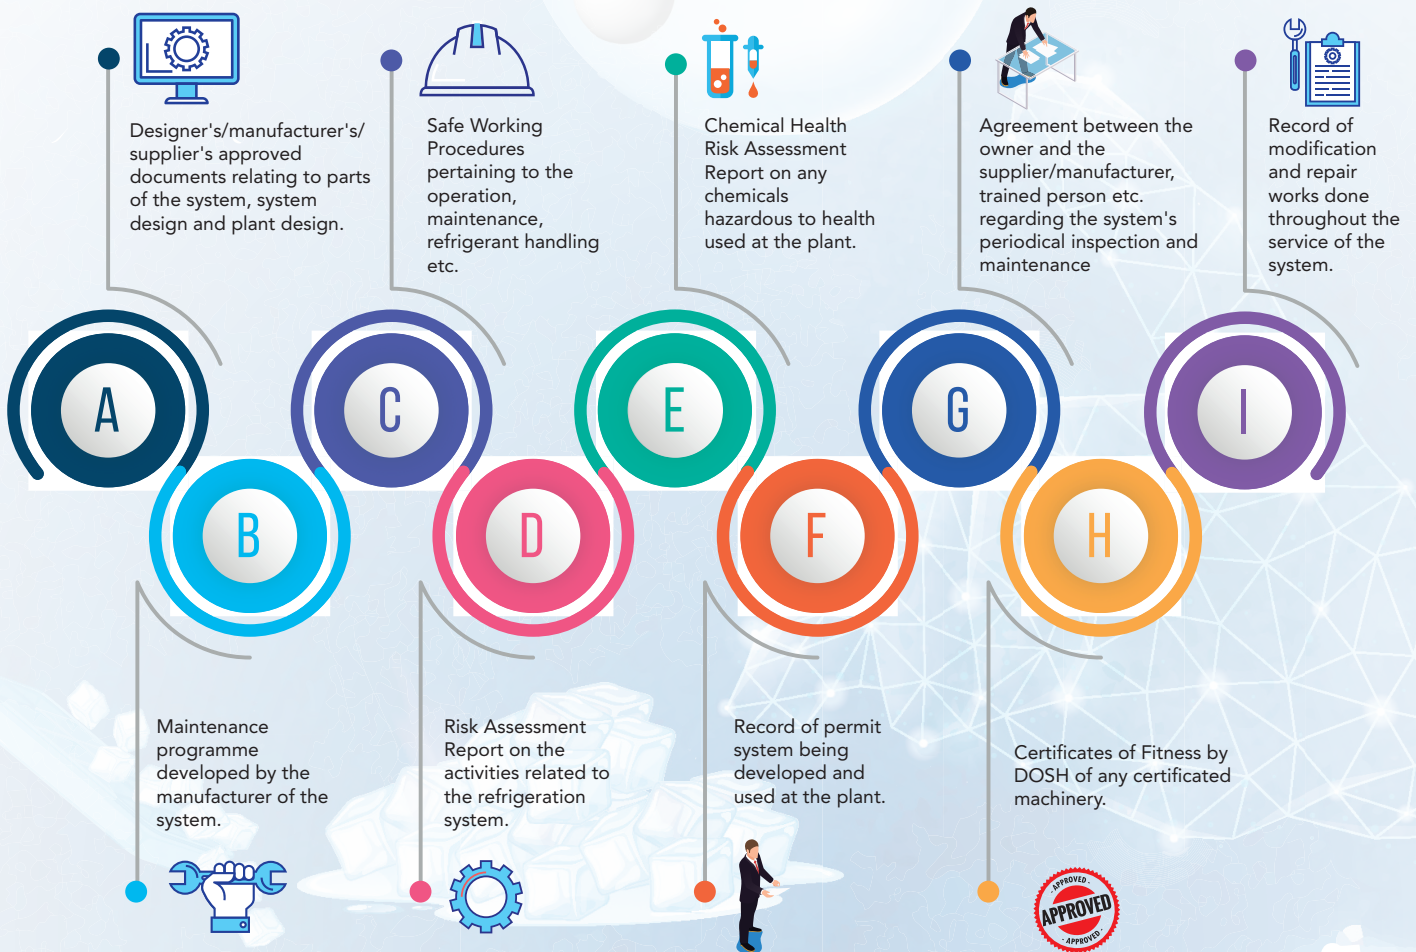 Designer's/manufacturer's/
supplier's approved
documents relating to parts
of the system, system
design and plant design.
Safe Working
Procedures
pertaining to the
operation,
maintenance,
refrigerant handling
etc.
Chemical Health
Risk Assessment
Report on any
chemicals
hazardous to health
used at the plant.
Agreement between the
owner and the
supplier/manufacturer,
trained person etc.
regarding the system's
periodical inspection and
maintenance
Record of
modification
and repair
works done
throughout the
service of the
system.
A
C
E
G
I
B
D
F
H
Maintenance
programme
developed by the
manufacturer of the
system.
Risk Assessment
Report on the
activities related to
the refrigeration
system.
Record of permit
system being
developed and
used at the plant.
Certificates of Fitness by
DOSH of any certificated
machinery.
· APPROVED ·
APPROVED
· APPROVED ·